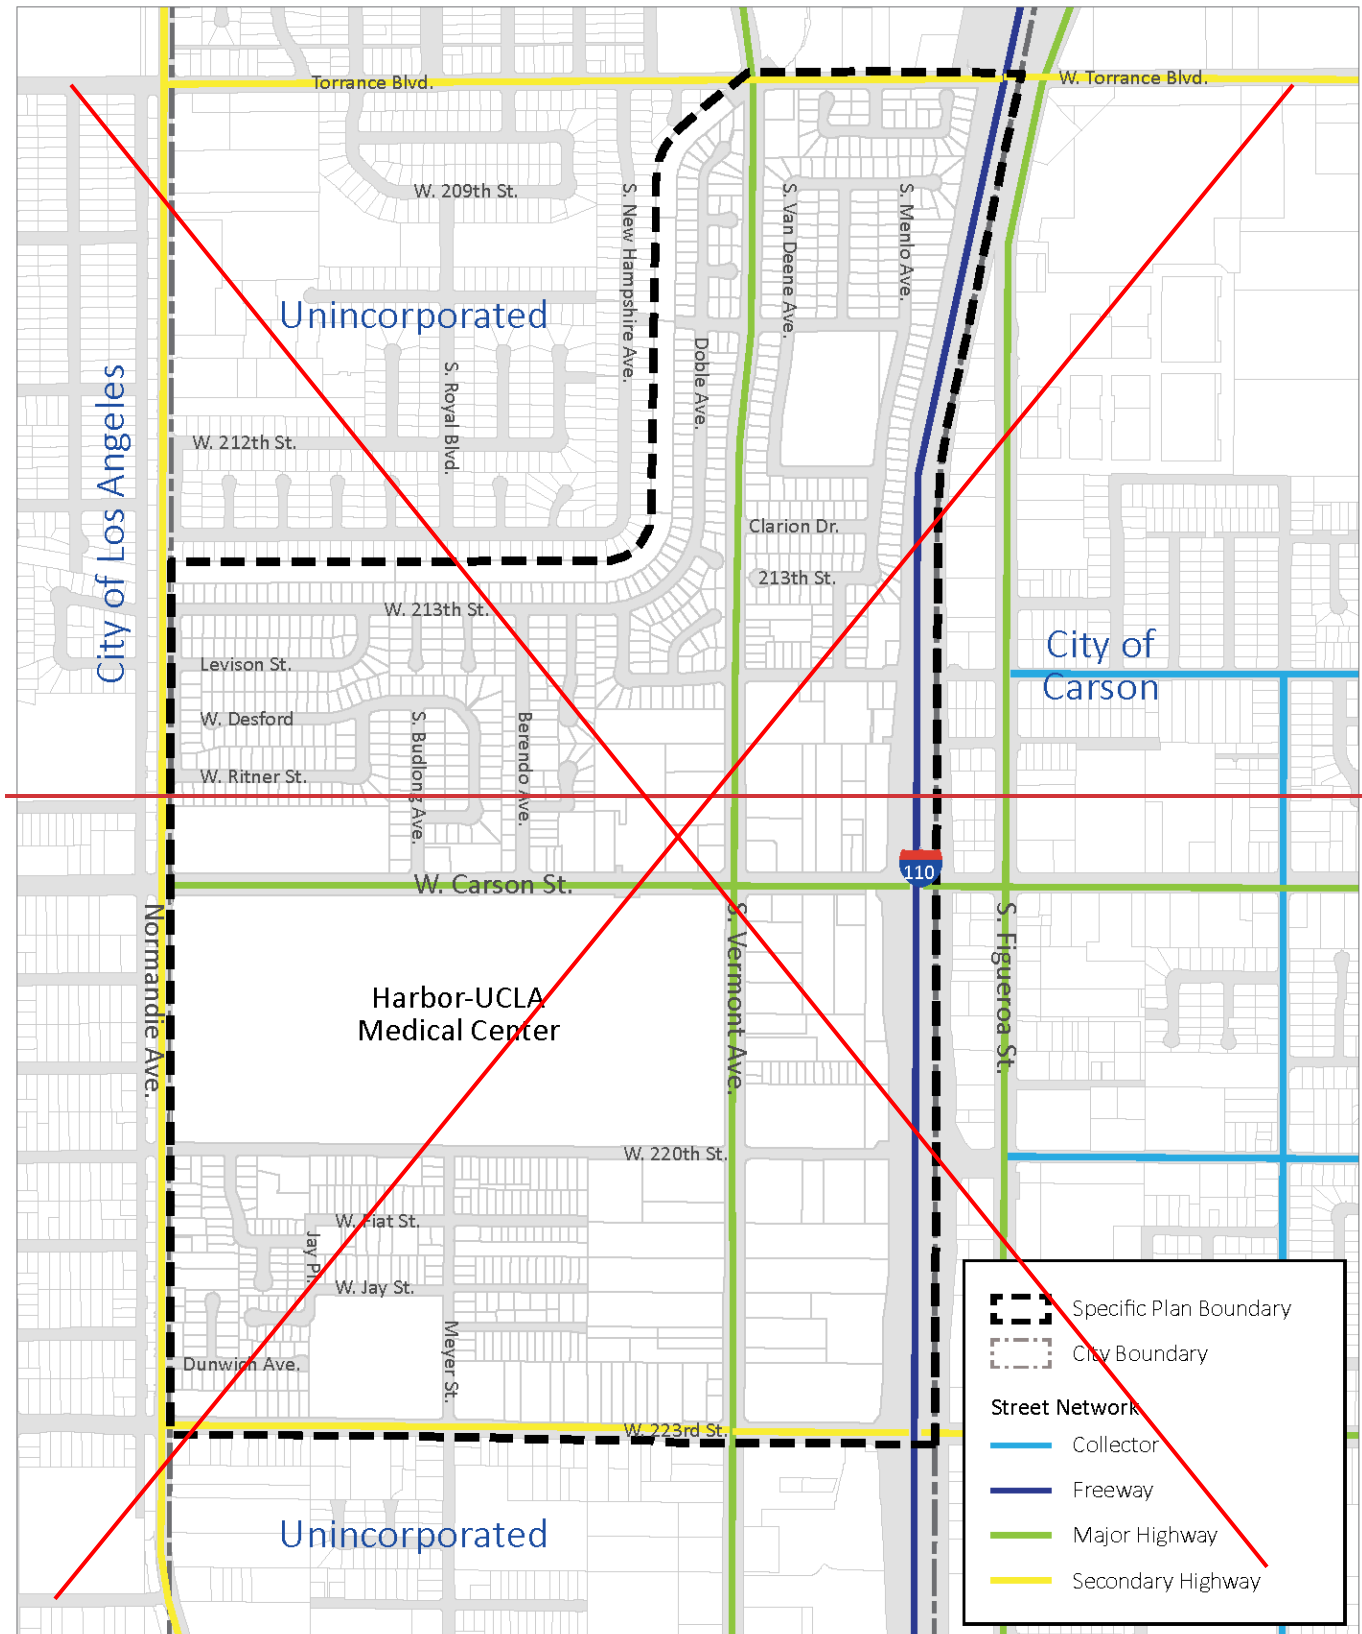 Torrance Blvd.
W. Torrance Blvd.
W. 209th St.
S. New Hampshire Ave.
S. Van Deene Ave.
S. Menlo Ave.
Unincorporated
Doble Ave.
S. Royal Blvd.
City of Los Angeles
W. 212th St.
Clarion Dr.
213th St.
W. 213th St.
City of
Carson
Levison St.
W. Desford
S. Budlong Ave.
Berendo Ave.
W. Ritner St.
110
W. Carson St.
Normandie Ave.
S. Vermont Ave.
S. Figueroa St.
Harbor-UCLA
Medical Center
W. 220th St.
W. Fiat St.
Jay Pl.
W. Jay St.
Meyer St.
Dunwich Ave.
W. 223rd St.
Unincorporated
Specific Plan Boundary
City Boundary
Street Network
Collector
Freeway
Major Highway
Secondary Highway